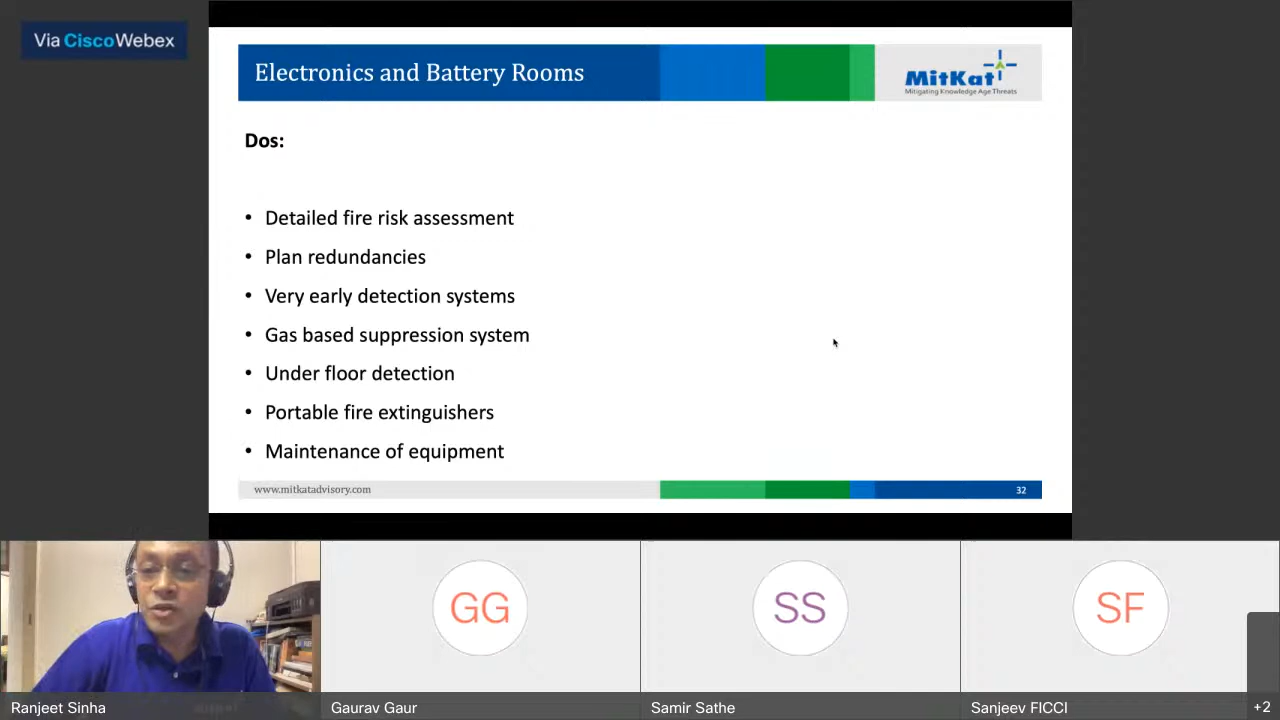 Via Cisco Webex
Electronics and Battery Rooms
MitKat
Mitigating Knowledge Age Threats
Dos:
• Detailed fire risk assessment
• Plan redundancies
• Very early detection systems
• Gas based suppression system
• Under floor detection
• Portable fire extinguishers
• Maintenance of equipment
www.mitkatadvisory.com
32
GG
SS
SF
Ranjeet Sinha
Gaurav Gaur
Samir Sathe
Sanjeev FICCI
+2